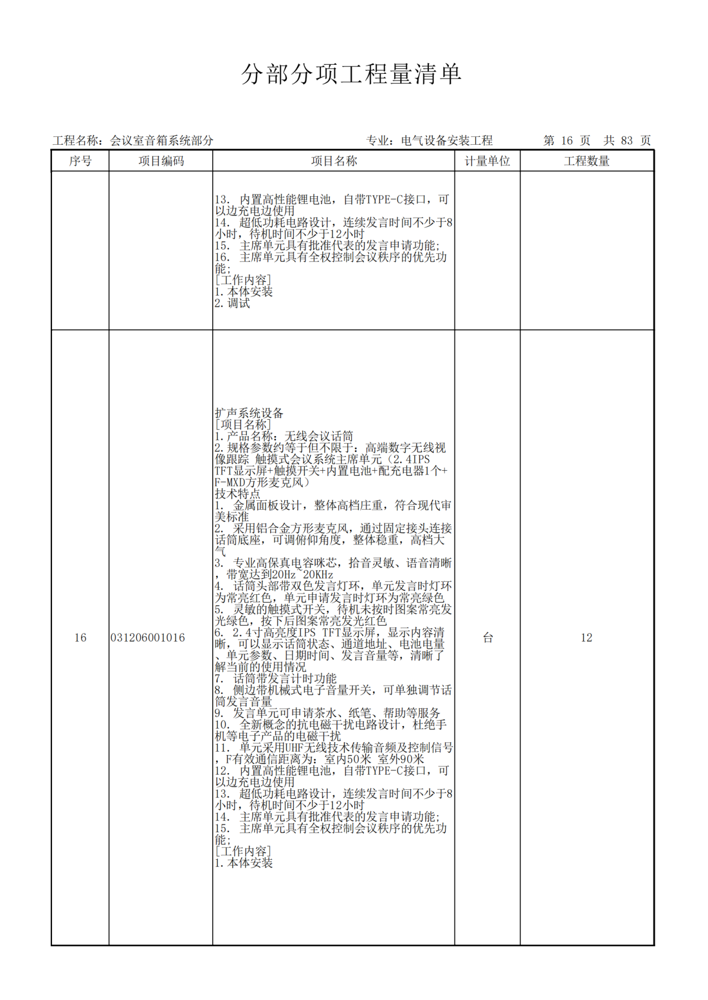 分部分项工程量清单
工程名称：会议室音箱系统部分 专业：电气设备安装工程 第 16 页 共 83 页
序号 项目编码 项目名称 计量单位 工程数量
13. 内置高性能锂电池，自带TYPE-C接口，可
以边充电边使用
14. 超低功耗电路设计，连续发言时间不少于8
小时，待机时间不少于12小时
15. 主席单元具有批准代表的发言申请功能;
16. 主席单元具有全权控制会议秩序的优先功
能;
[工作内容]
1.本体安装
2.调试
扩声系统设备
[项目名称]
1.产品名称：无线会议话筒
2.规格参数约等于但不限于：高端数字无线视
像跟踪 触摸式会议系统主席单元（2.4IPS
TFT显示屏+触摸开关+内置电池+配充电器1个+
F-MXD方形麦克风）
技术特点
1. 金属面板设计，整体高档庄重，符合现代审
美标准
2. 采用铝合金方形麦克风，通过固定接头连接
话筒底座，可调俯仰角度，整体稳重，高档大
气
3. 专业高保真电容咪芯，拾音灵敏、语音清晰
，带宽达到20Hz~20KHz
4. 话筒头部带双色发言灯环，单元发言时灯环
为常亮红色，单元申请发言时灯环为常亮绿色
5. 灵敏的触摸式开关，待机未按时图案常亮发
光绿色，按下后图案常亮发光红色
16 031206001016 6. 2.4寸高亮度IPS TFT显示屏，显示内容清 台 12
晰，可以显示话筒状态、通道地址、电池电量
、单元参数、日期时间、发言音量等，清晰了
解当前的使用情况
7. 话筒带发言计时功能
8. 侧边带机械式电子音量开关，可单独调节话
筒发言音量
9. 发言单元可申请茶水、纸笔、帮助等服务
10. 全新概念的抗电磁干扰电路设计，杜绝手
机等电子产品的电磁干扰
11. 单元采用UHF无线技术传输音频及控制信号
，F有效通信距离为：室内50米 室外90米
12. 内置高性能锂电池，自带TYPE-C接口，可
以边充电边使用
13. 超低功耗电路设计，连续发言时间不少于8
小时，待机时间不少于12小时
14. 主席单元具有批准代表的发言申请功能;
15. 主席单元具有全权控制会议秩序的优先功
能;
[工作内容]
1.本体安装